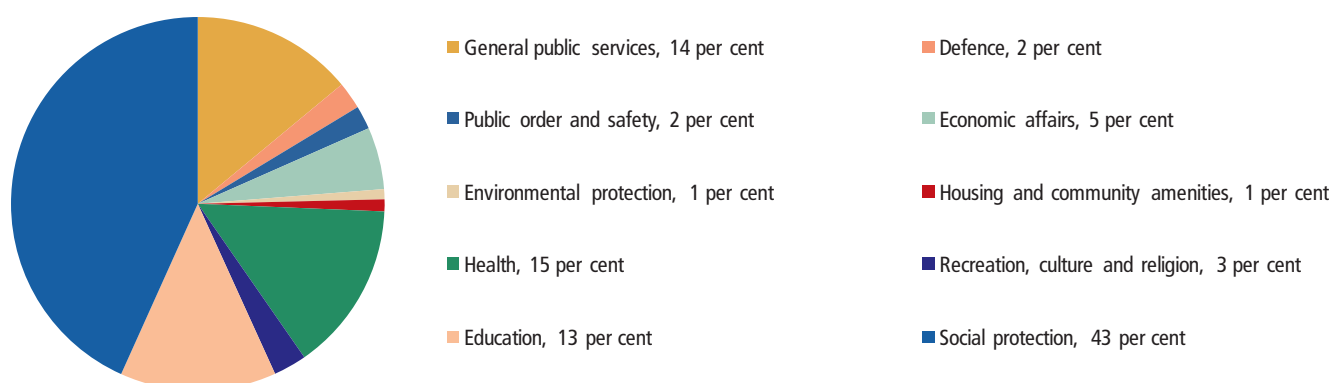 General public services, 14 per cent
Defence, 2 per cent
Public order and safety, 2 per cent
Economic affairs, 5 per cent
Environmental protection, 1 per cent
Housing and community amenities, 1 per cent
Health, 15 per cent
Recreation, culture and religion, 3 per cent
Education, 13 per cent
Social protection, 43 per cent